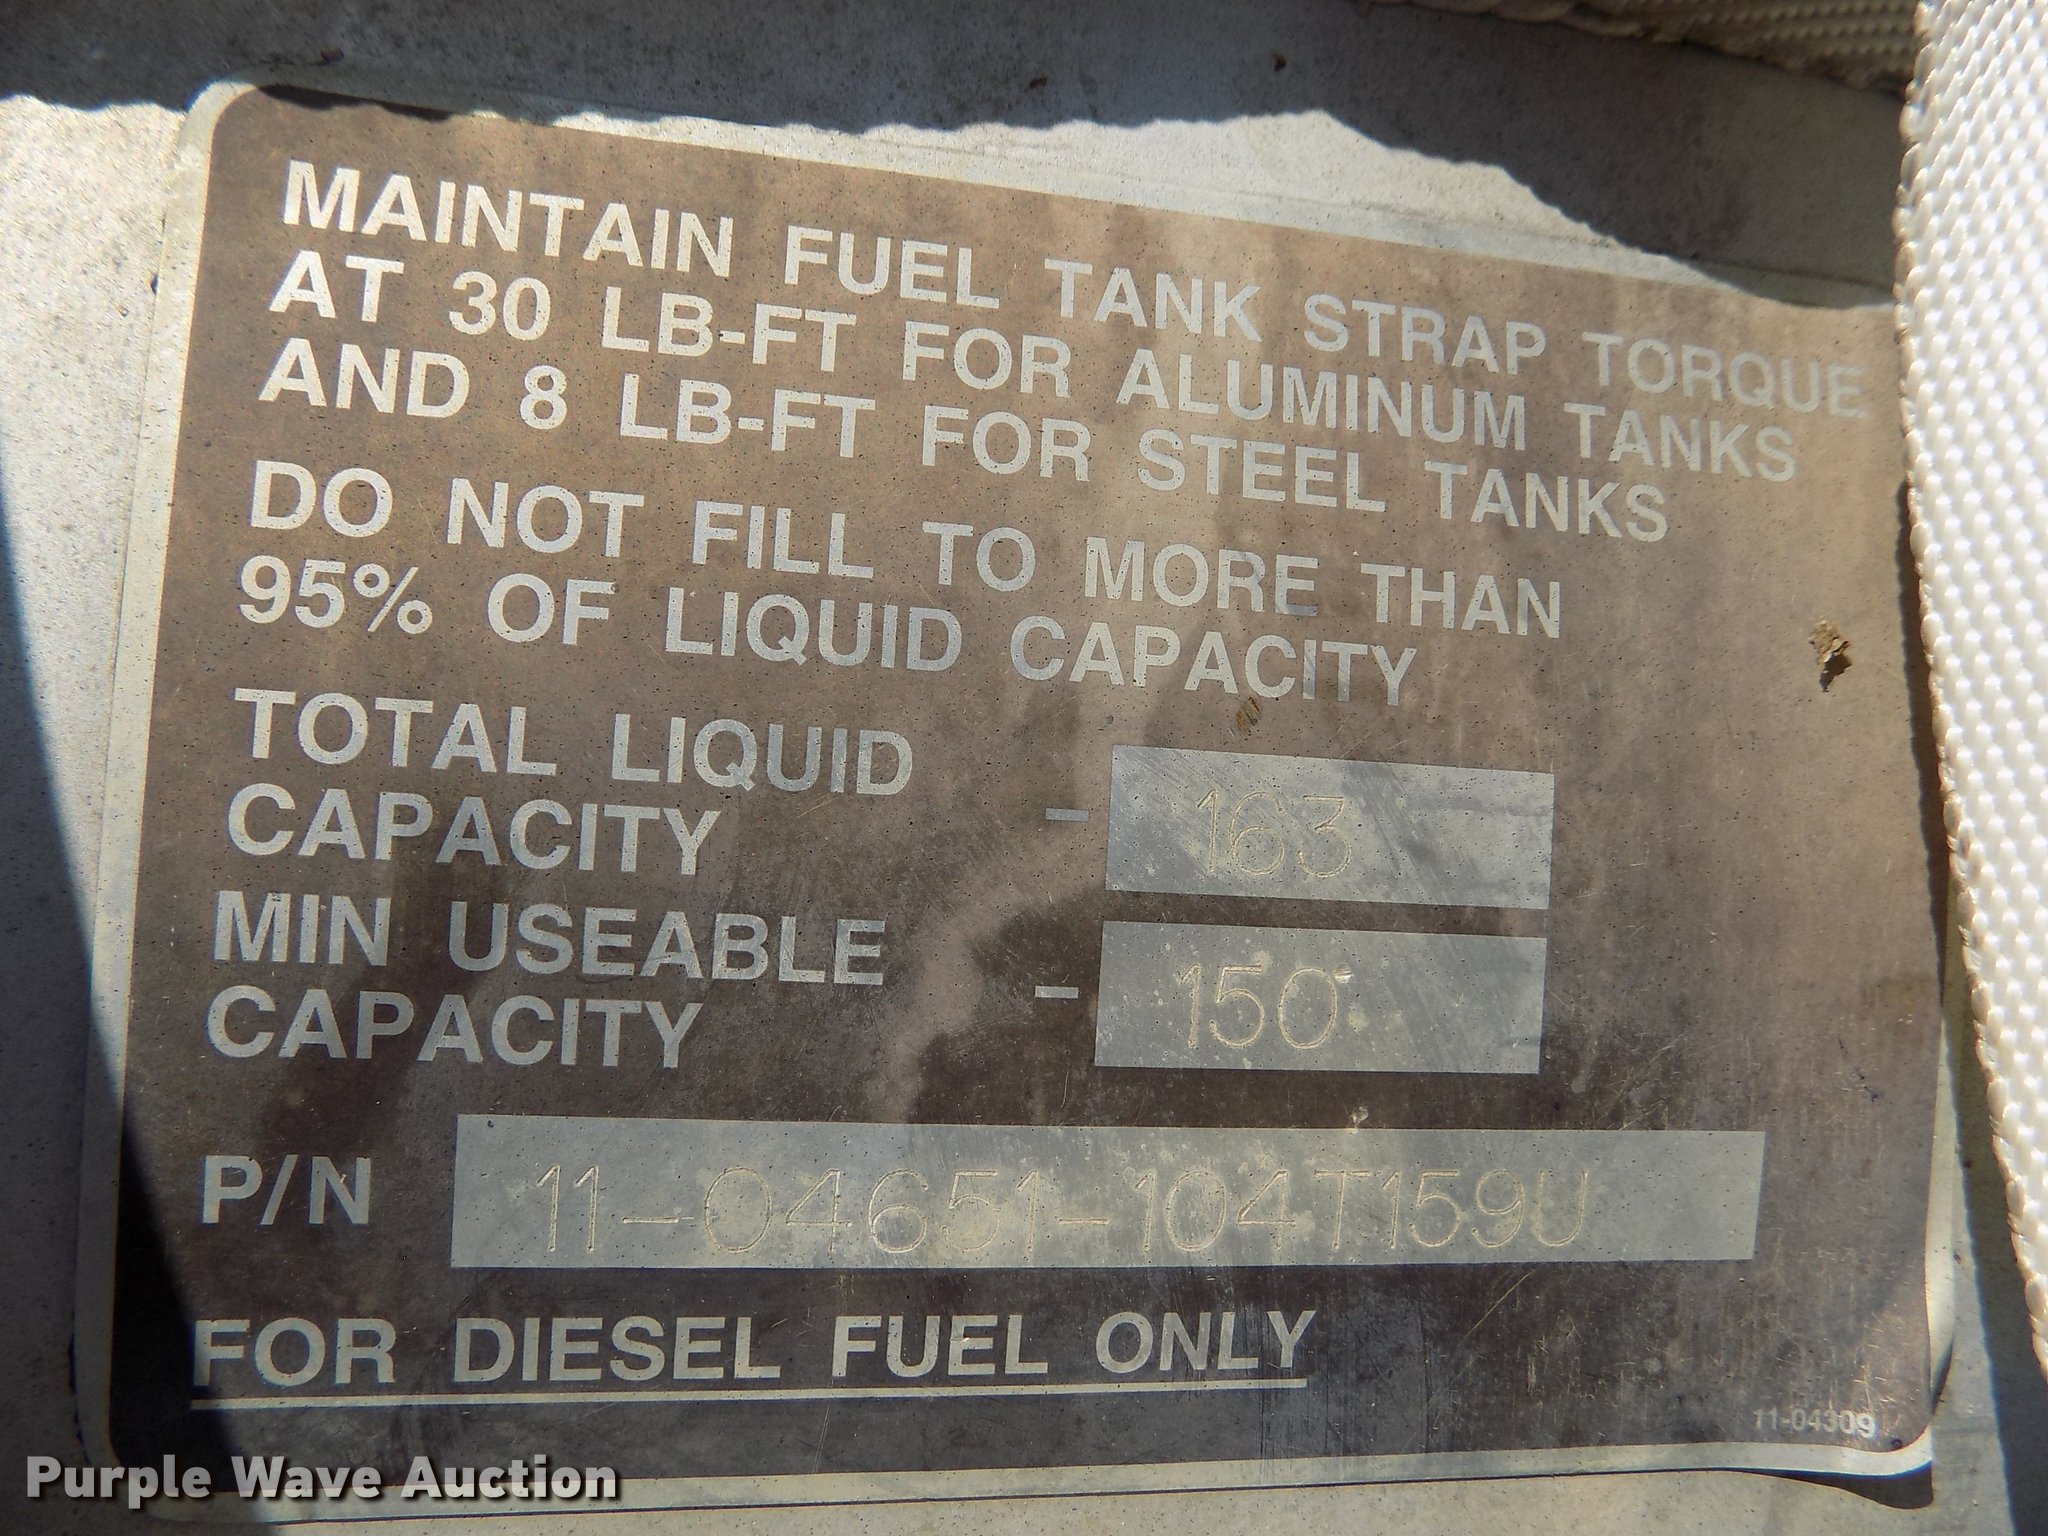 MAINTAIN FUEL TANK STRAP TORQUE
AT 30 LB-FT FOR ALUMINUM TANKS
AND 8 LB-FT FOR STEEL TANKS
DO NOT FILL TO MORE THAN
95% OF LIQUID CAPACITY
TOTAL LIQUID
CAPACITY - 163
MIN USEABLE
CAPACITY - 150
P/N 11-04651-104T159U
FOR DIESEL FUEL ONLY
11-04309
Purple Wave Auction